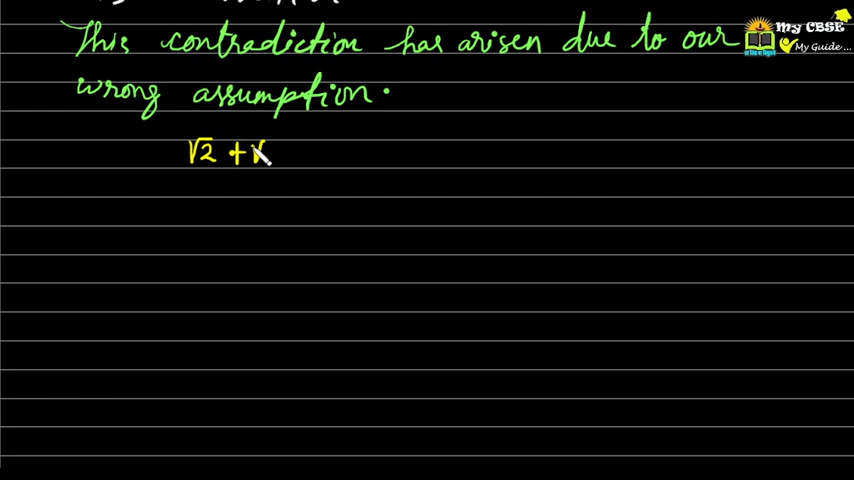 This contradiction has arisen due to our
wrong assumption.
√2 + √
My CBSE
My Guide ...